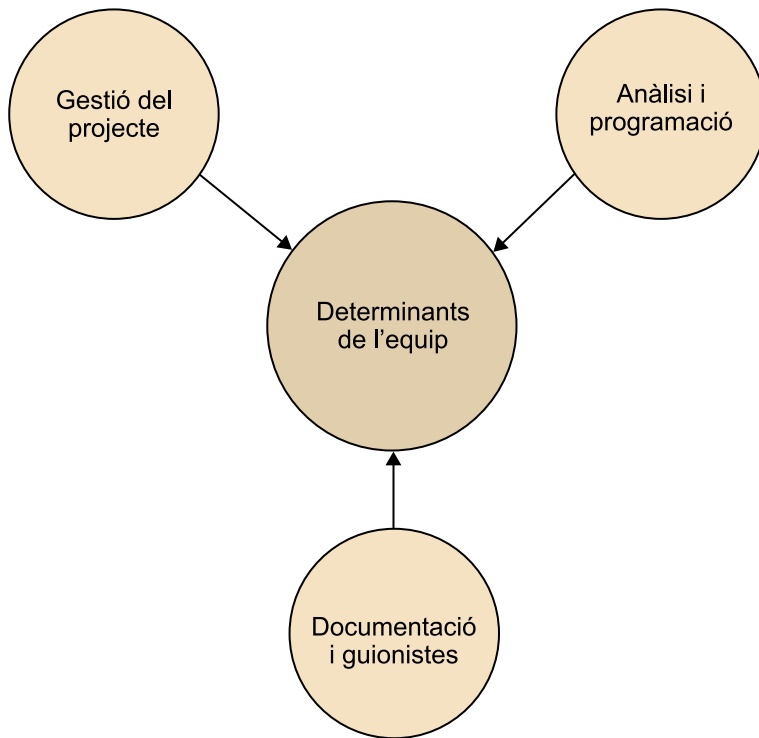 Gestió del
projecte
Anàlisi i
programació
Determinants
de l’equip
Documentació
i guionistes